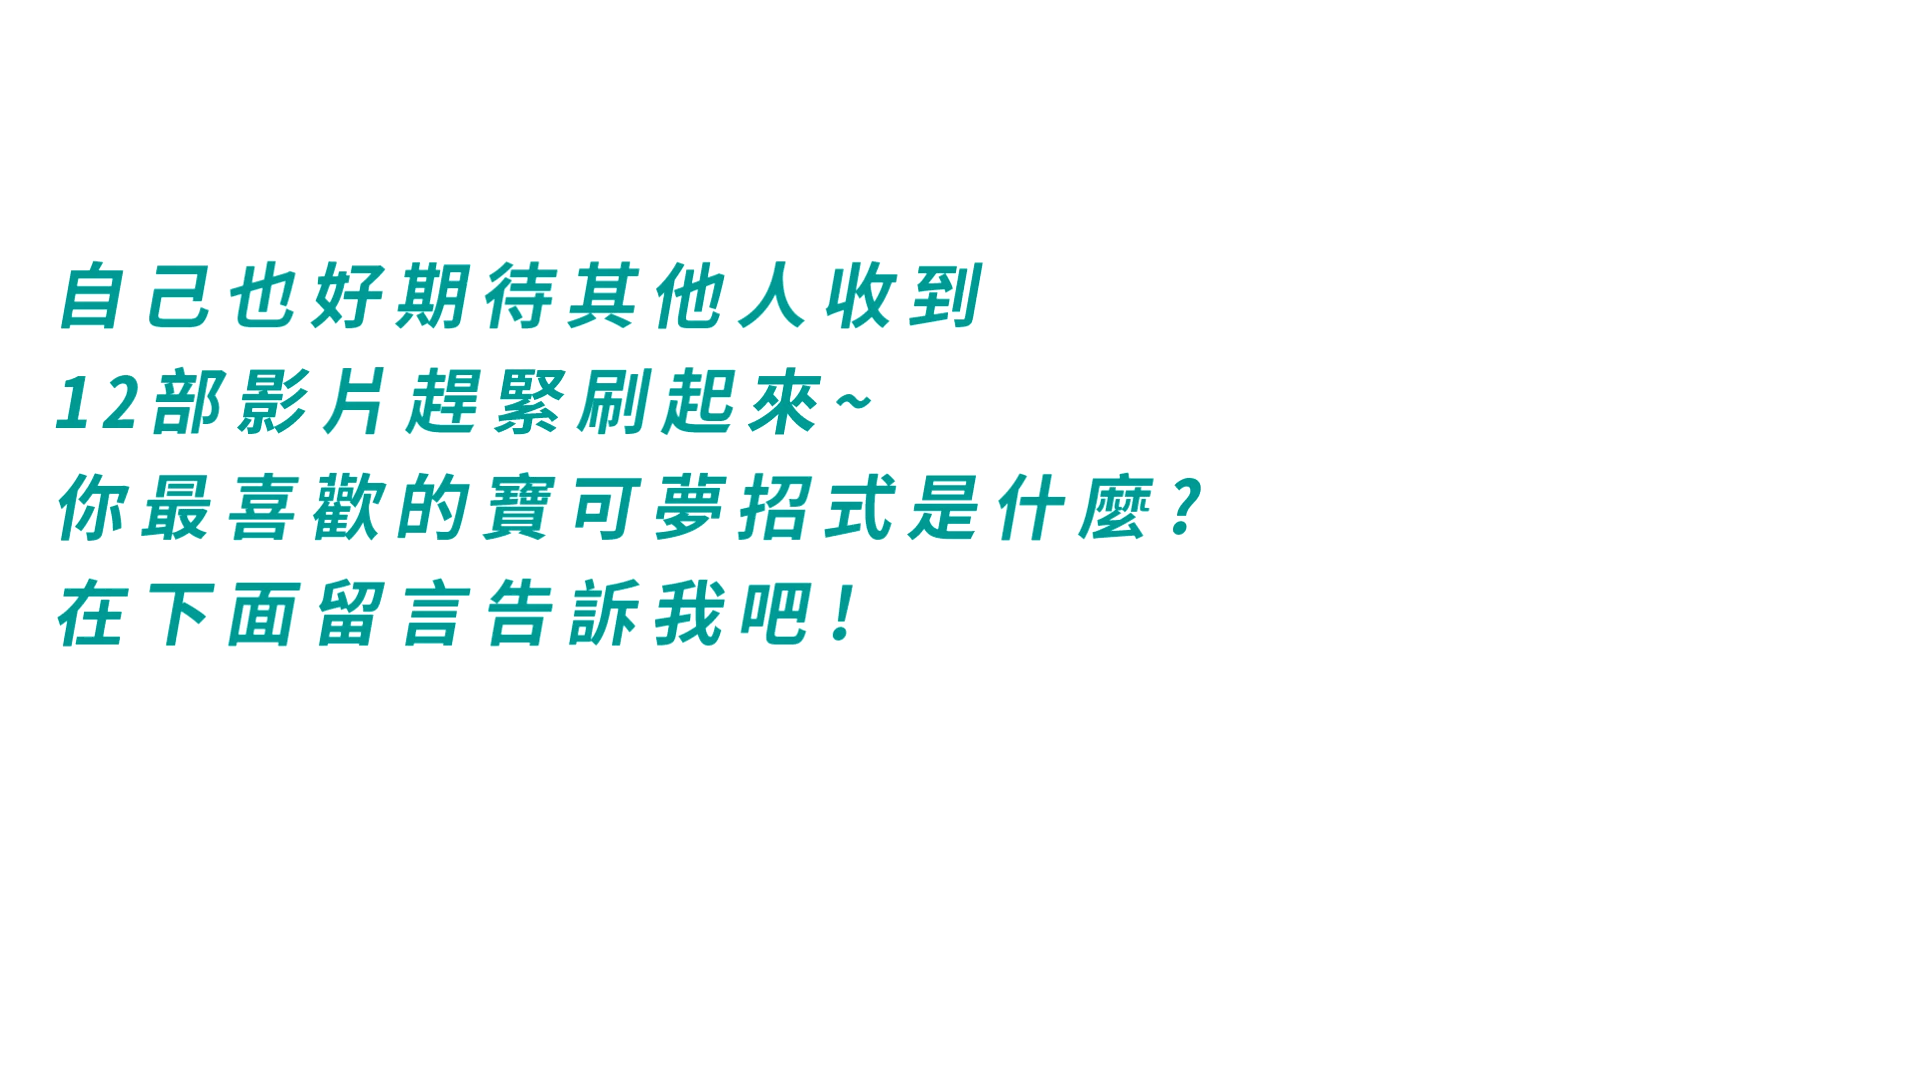 自己也好期待其他人收到
12部影片趕緊刷起來~
你最喜歡的寶可夢招式是什麼?
在下面留言告訴我吧!